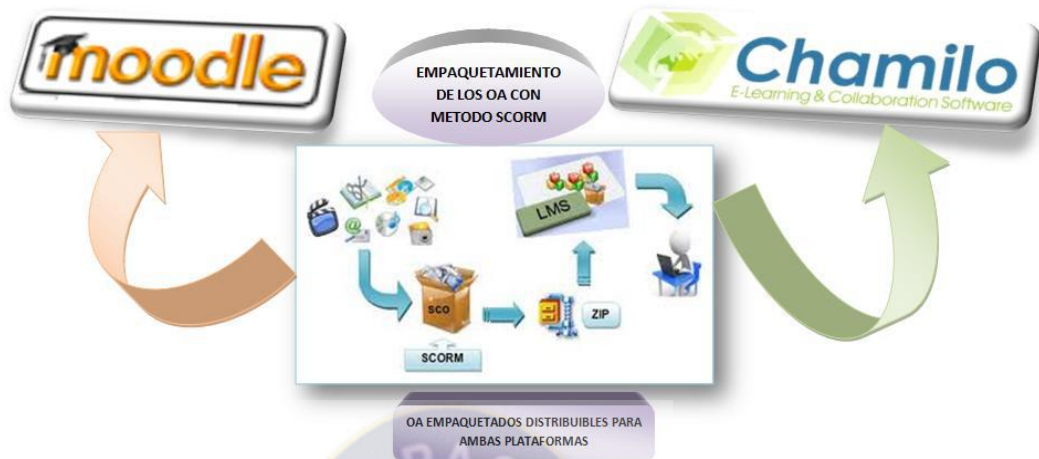 moodle
EMPAQUETAMIENTO
DE LOS OA CON
METODO SCORM
Chamilo
E-Learning & Collaboration Software
LMS
SCO
ZIP
SCORM
OA EMPAQUETADOS DISTRIBUIBLES PARA
AMBAS PLATAFORMAS